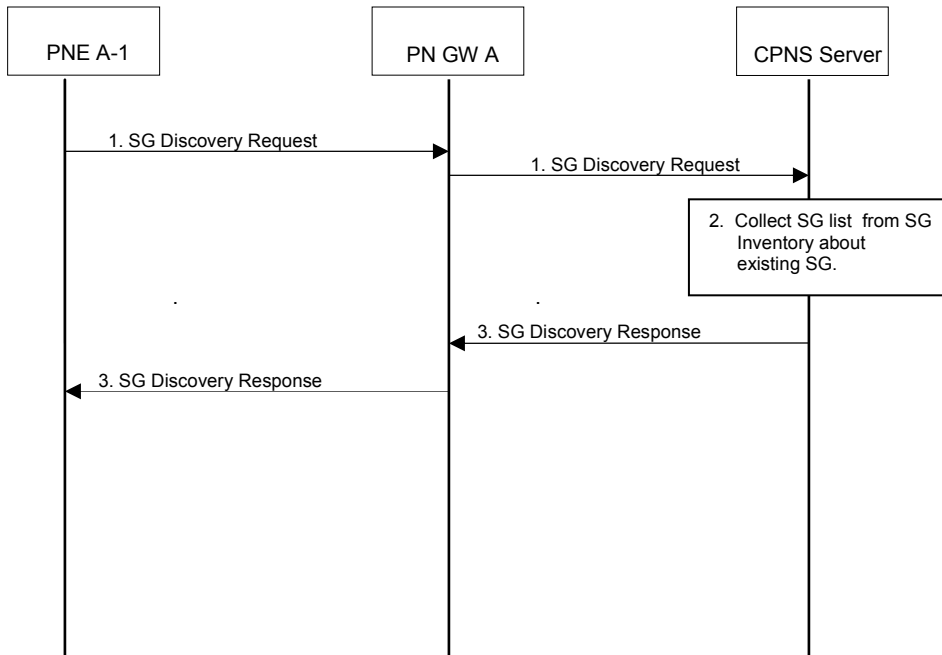 PNE A-1
PN GW A
CPNS Server
1. SG Discovery Request
1. SG Discovery Request
2. Collect SG list from SG
Inventory about
existing SG.
3. SG Discovery Response
3. SG Discovery Response